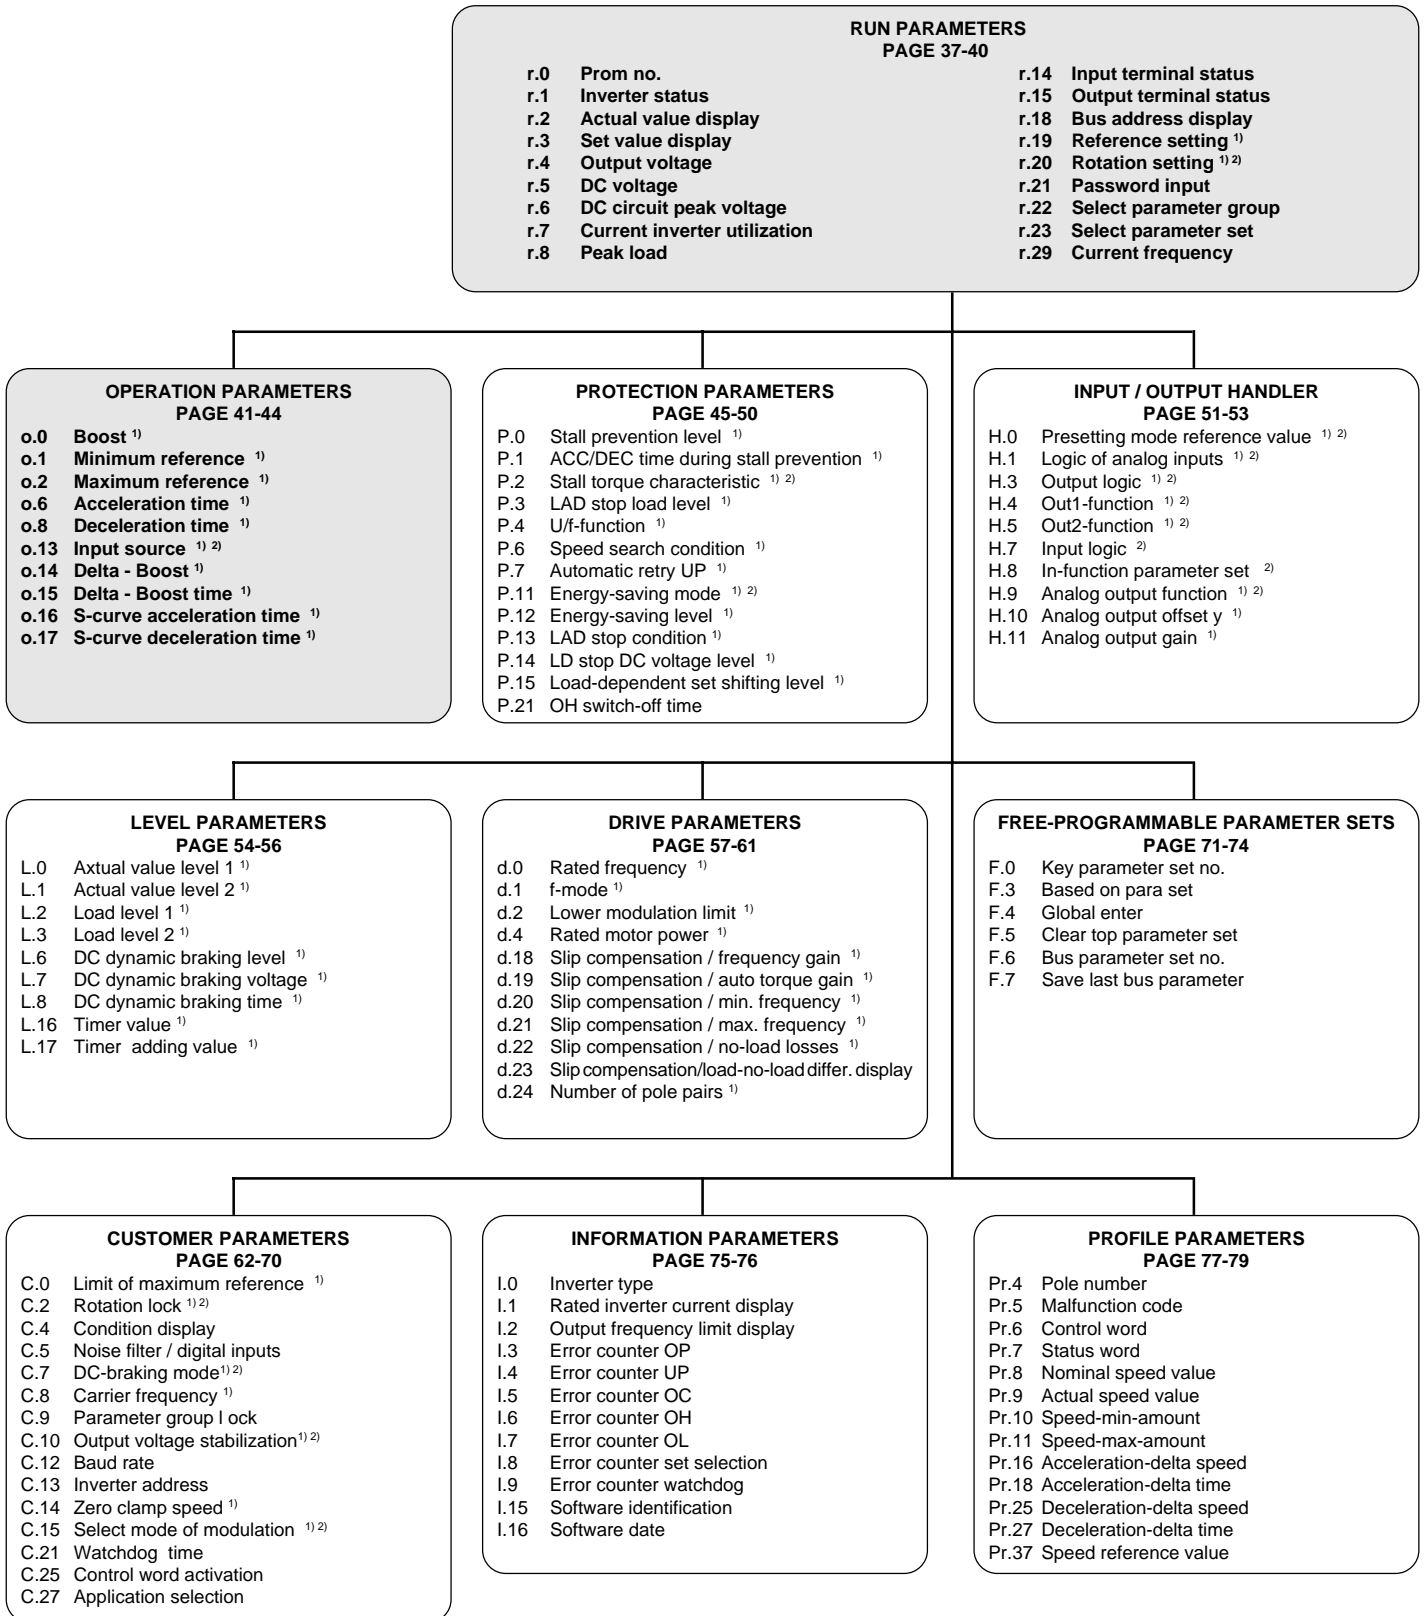 RUN PARAMETERS
PAGE 37-40
r.0 Prom no.
r.1 Inverter status
r.2 Actual value display
r.3 Set value display
r.4 Output voltage
r.5 DC voltage
r.6 DC circuit peak voltage
r.7 Current inverter utilization
r.8 Peak load
r.14 Input terminal status
r.15 Output terminal status
r.18 Bus address display
r.19 Reference setting 1)
r.20 Rotation setting 1) 2)
r.21 Password input
r.22 Select parameter group
r.23 Select parameter set
r.29 Current frequency
OPERATION PARAMETERS
PAGE 41-44
o.0 Boost 1)
o.1 Minimum reference 1)
o.2 Maximum reference 1)
o.6 Acceleration time 1)
o.8 Deceleration time 1)
o.13 Input source 1) 2)
o.14 Delta - Boost 1)
o.15 Delta - Boost time 1)
o.16 S-curve acceleration time 1)
o.17 S-curve deceleration time 1)
PROTECTION PARAMETERS
PAGE 45-50
P.0 Stall prevention level 1)
P.1 ACC/DEC time during stall prevention 1)
P.2 Stall torque characteristic 1) 2)
P.3 LAD stop load level 1)
P.4 U/f-function 1)
P.6 Speed search condition 1)
P.7 Automatic retry UP 1)
P.11 Energy-saving mode 1) 2)
P.12 Energy-saving level 1)
P.13 LAD stop condition 1)
P.14 LD stop DC voltage level 1)
P.15 Load-dependent set shifting level 1)
P.21 OH switch-off time
INPUT / OUTPUT HANDLER
PAGE 51-53
H.0 Presetting mode reference value 1) 2)
H.1 Logic of analog inputs 1) 2)
H.3 Output logic 1) 2)
H.4 Out1-function 1) 2)
H.5 Out2-function 1) 2)
H.7 Input logic 2)
H.8 In-function parameter set 2)
H.9 Analog output function 1) 2)
H.10 Analog output offset y 1)
H.11 Analog output gain 1)
LEVEL PARAMETERS
PAGE 54-56
L.0 Axtual value level 1 1)
L.1 Actual value level 2 1)
L.2 Load level 1 1)
L.3 Load level 2 1)
L.6 DC dynamic braking level 1)
L.7 DC dynamic braking voltage 1)
L.8 DC dynamic braking time 1)
L.16 Timer value 1)
L.17 Timer adding value 1)
DRIVE PARAMETERS
PAGE 57-61
d.0 Rated frequency 1)
d.1 f-mode 1)
d.2 Lower modulation limit 1)
d.4 Rated motor power 1)
d.18 Slip compensation / frequency gain 1)
d.19 Slip compensation / auto torque gain 1)
d.20 Slip compensation / min. frequency 1)
d.21 Slip compensation / max. frequency 1)
d.22 Slip compensation / no-load losses 1)
d.23 Slip compensation/load-no-load differ. display
d.24 Number of pole pairs 1)
FREE-PROGRAMMABLE PARAMETER SETS
PAGE 71-74
F.0 Key parameter set no.
F.3 Based on para set
F.4 Global enter
F.5 Clear top parameter set
F.6 Bus parameter set no.
F.7 Save last bus parameter
CUSTOMER PARAMETERS
PAGE 62-70
C.0 Limit of maximum reference 1)
C.2 Rotation lock 1) 2)
C.4 Condition display
C.5 Noise filter / digital inputs
C.7 DC-braking mode 1) 2)
C.8 Carrier frequency 1)
C.9 Parameter group l ock
C.10 Output voltage stabilization 1) 2)
C.12 Baud rate
C.13 Inverter address
C.14 Zero clamp speed 1)
C.15 Select mode of modulation 1) 2)
C.21 Watchdog time
C.25 Control word activation
C.27 Application selection
INFORMATION PARAMETERS
PAGE 75-76
I.0 Inverter type
I.1 Rated inverter current display
I.2 Output frequency limit display
I.3 Error counter OP
I.4 Error counter UP
I.5 Error counter OC
I.6 Error counter OH
I.7 Error counter OL
I.8 Error counter set selection
I.9 Error counter watchdog
I.15 Software identification
I.16 Software date
PROFILE PARAMETERS
PAGE 77-79
Pr.4 Pole number
Pr.5 Malfunction code
Pr.6 Control word
Pr.7 Status word
Pr.8 Nominal speed value
Pr.9 Actual speed value
Pr.10 Speed-min-amount
Pr.11 Speed-max-amount
Pr.16 Acceleration-delta speed
Pr.18 Acceleration-delta time
Pr.25 Deceleration-delta speed
Pr.27 Deceleration-delta time
Pr.37 Speed reference value